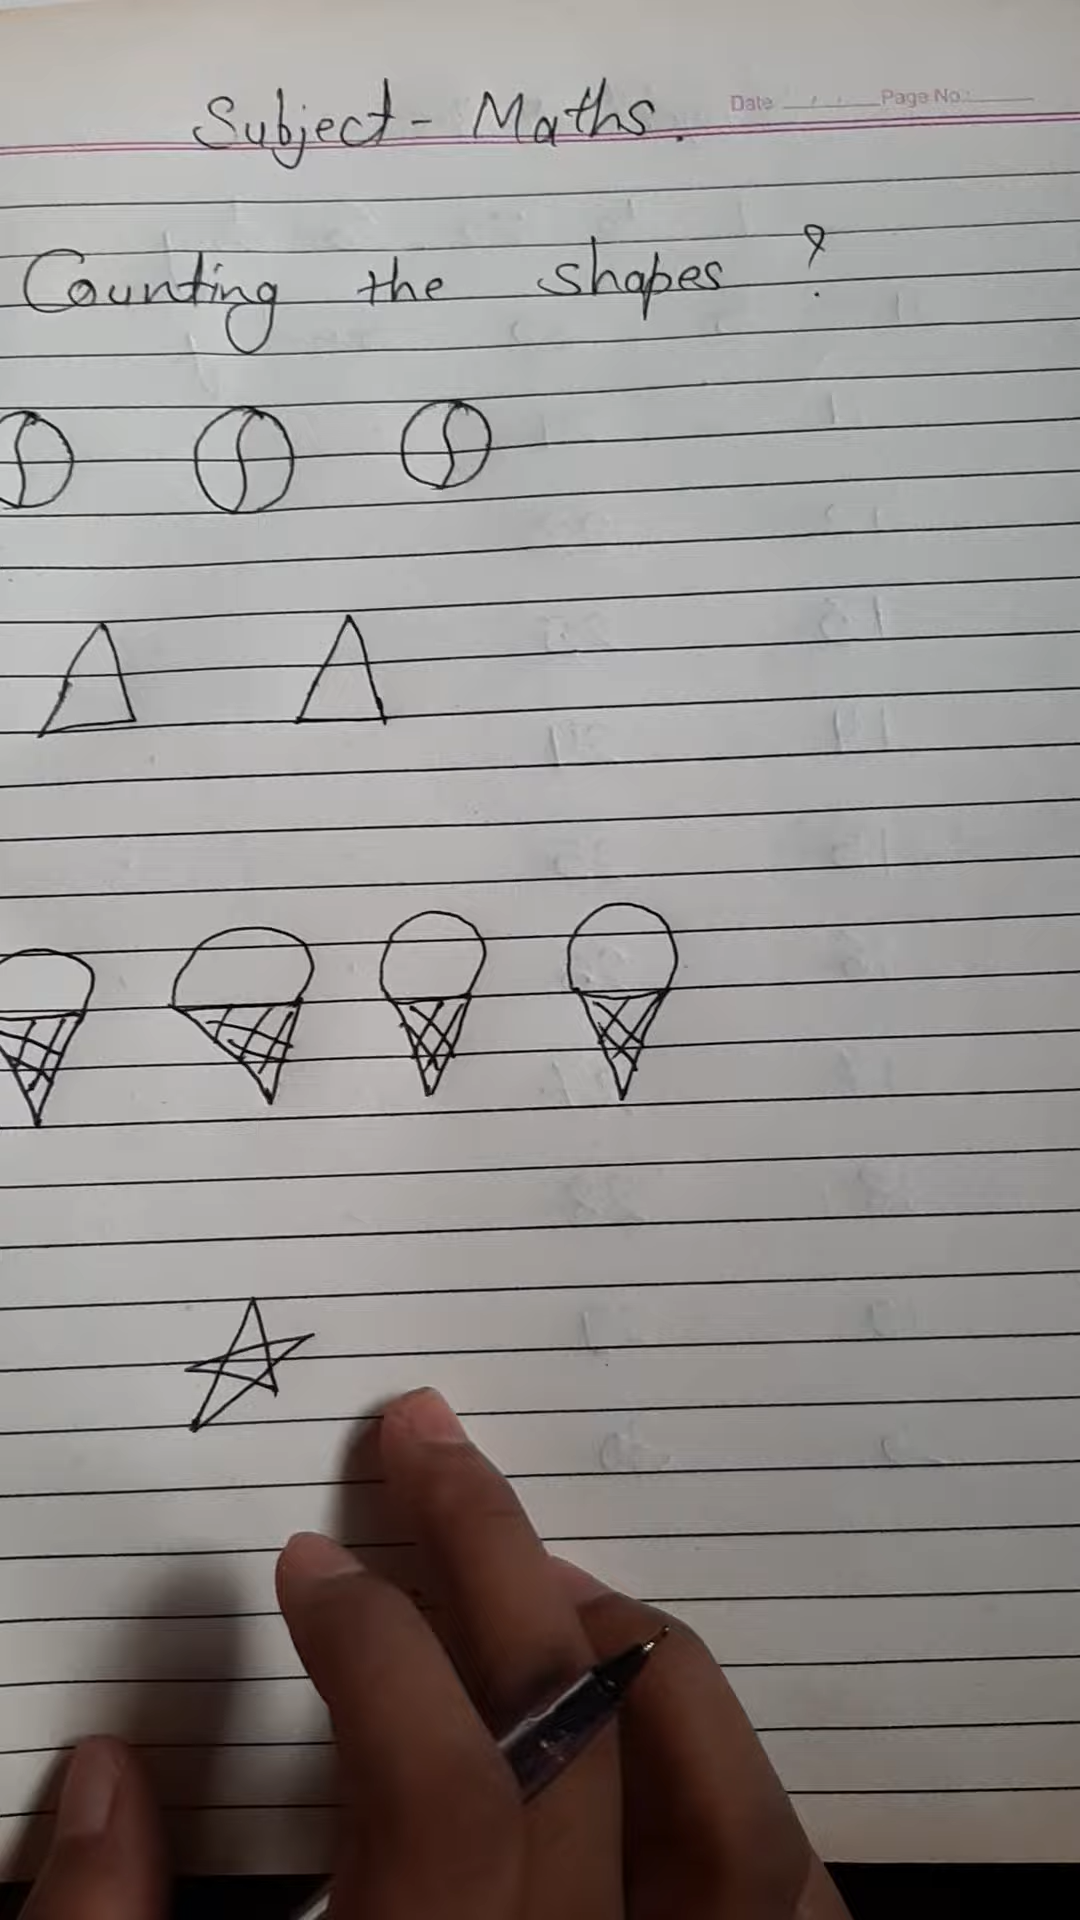 Subject - Maths.
Date Page No.:
Counting the shapes ?